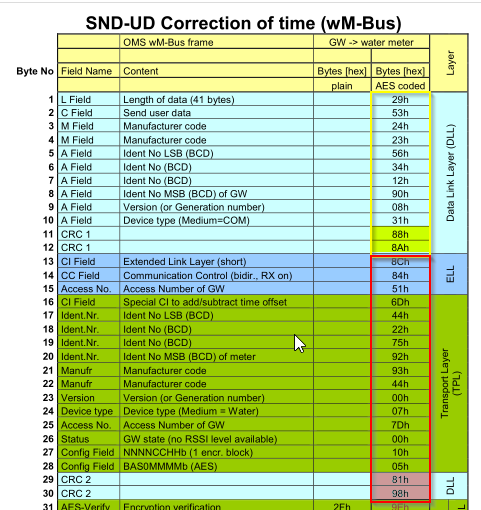 SND-UD Correction of time (wM-Bus)
OMS wM-Bus frame GW -> water meter Layer
Byte No Field Name Content Bytes [hex] Bytes [hex]
plain AES coded
1 L Field Length of data (41 bytes) 29h
2 C Field Send user data 53h
3 M Field Manufacturer code 24h
4 M Field Manufacturer code 23h
5 A Field Ident No LSB (BCD) 56h
6 A Field Ident No (BCD) 34h
7 A Field Ident No (BCD) 12h
8 A Field Ident No MSB (BCD) of GW 90h
9 A Field Version (or Generation number) 08h
10 A Field Device type (Medium=COM) 31h
11 CRC 1 88h
12 CRC 1 8Ah
Data Link Layer (DLL)
13 CI Field Extended Link Layer (short) 8Ch
14 CC Field Communication Control (bidir., RX on) 84h
15 Access No. Access Number of GW 51h
ELL
16 CI Field Special CI to add/subtract time offset 6Dh
17 Ident.Nr. Ident No LSB (BCD) 44h
18 Ident.Nr. Ident No (BCD) 22h
19 Ident.Nr. Ident No (BCD) 75h
20 Ident.Nr. Ident No MSB (BCD) of meter 92h
21 Manufr Manufacturer code 93h
22 Manufr Manufacturer code 44h
23 Version Version (or Generation number) 00h
24 Device type Device type (Medium = Water) 07h
25 Access No. Access Number of GW 7Dh
26 Status GW state (no RSSI level available) 00h
27 Config Field NNNNCCHHb (1 encr. block) 10h
28 Config Field BAS0MMMMb (AES) 05h
Transport Layer
(TPL)
29 CRC 2 81h
30 CRC 2 98h
DLL
31 AES-Verify Encryption verification 2Fh